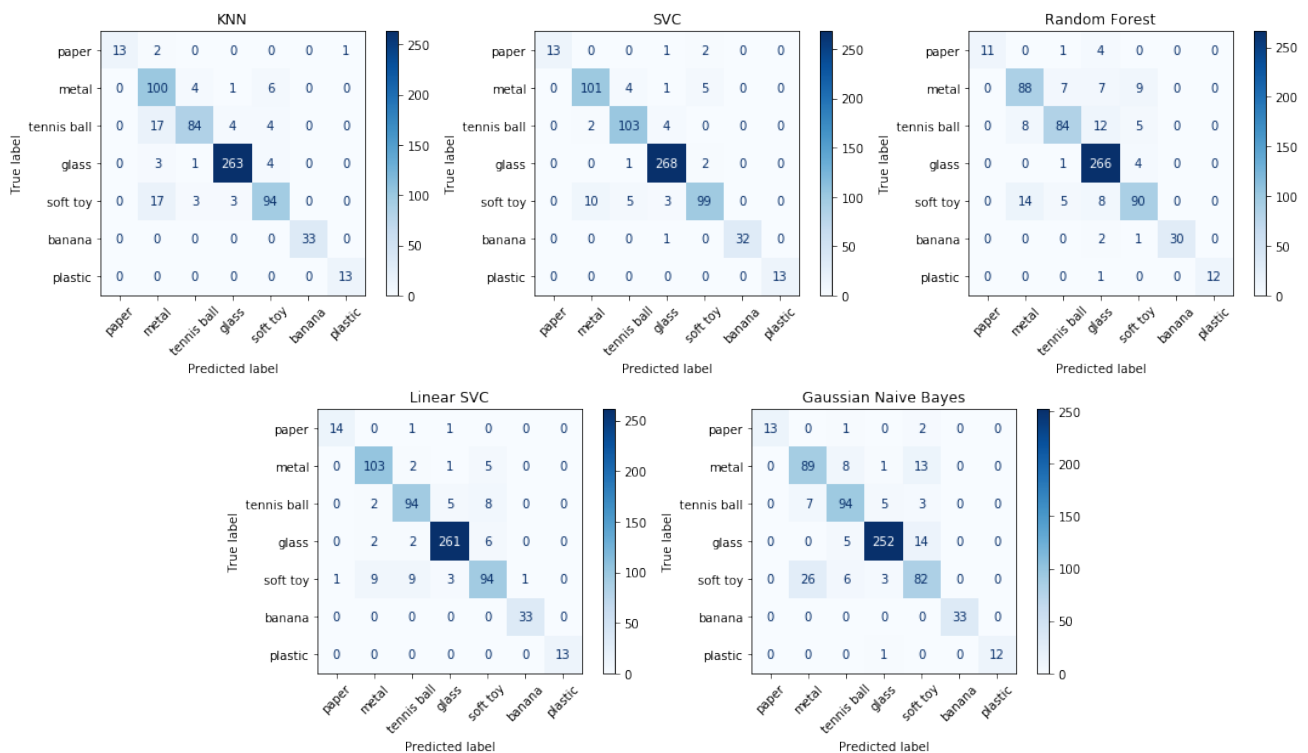 KNN
True label
paper 13 2 0 0 0 0 1
metal 0 100 4 1 6 0 0
tennis ball 0 17 84 4 4 0 0
glass 0 3 1 263 4 0 0
soft toy 0 17 3 3 94 0 0
banana 0 0 0 0 0 33 0
plastic 0 0 0 0 0 0 13
paper metal tennis ball glass soft toy banana plastic
Predicted label
250
200
150
100
50
0
SVC
True label
paper 13 0 0 1 2 0 0
metal 0 101 4 1 5 0 0
tennis ball 0 2 103 4 0 0 0
glass 0 0 1 268 2 0 0
soft toy 0 10 5 3 99 0 0
banana 0 0 0 1 0 32 0
plastic 0 0 0 0 0 0 13
paper metal tennis ball glass soft toy banana plastic
Predicted label
250
200
150
100
50
0
Random Forest
True label
paper 11 0 1 4 0 0 0
metal 0 88 7 7 9 0 0
tennis ball 0 8 84 12 5 0 0
glass 0 0 1 266 4 0 0
soft toy 0 14 5 8 90 0 0
banana 0 0 0 2 1 30 0
plastic 0 0 0 1 0 0 12
paper metal tennis ball glass soft toy banana plastic
Predicted label
250
200
150
100
50
0
Linear SVC
True label
paper 14 0 1 1 0 0 0
metal 0 103 2 1 5 0 0
tennis ball 0 2 94 5 8 0 0
glass 0 2 2 261 6 0 0
soft toy 1 9 9 3 94 1 0
banana 0 0 0 0 0 33 0
plastic 0 0 0 0 0 0 13
paper metal tennis ball glass soft toy banana plastic
Predicted label
250
200
150
100
50
0
Gaussian Naive Bayes
True label
paper 13 0 1 0 2 0 0
metal 0 89 8 1 13 0 0
tennis ball 0 7 94 5 3 0 0
glass 0 0 5 252 14 0 0
soft toy 0 26 6 3 82 0 0
banana 0 0 0 0 0 33 0
plastic 0 0 0 1 0 0 12
paper metal tennis ball glass soft toy banana plastic
Predicted label
250
200
150
100
50
0